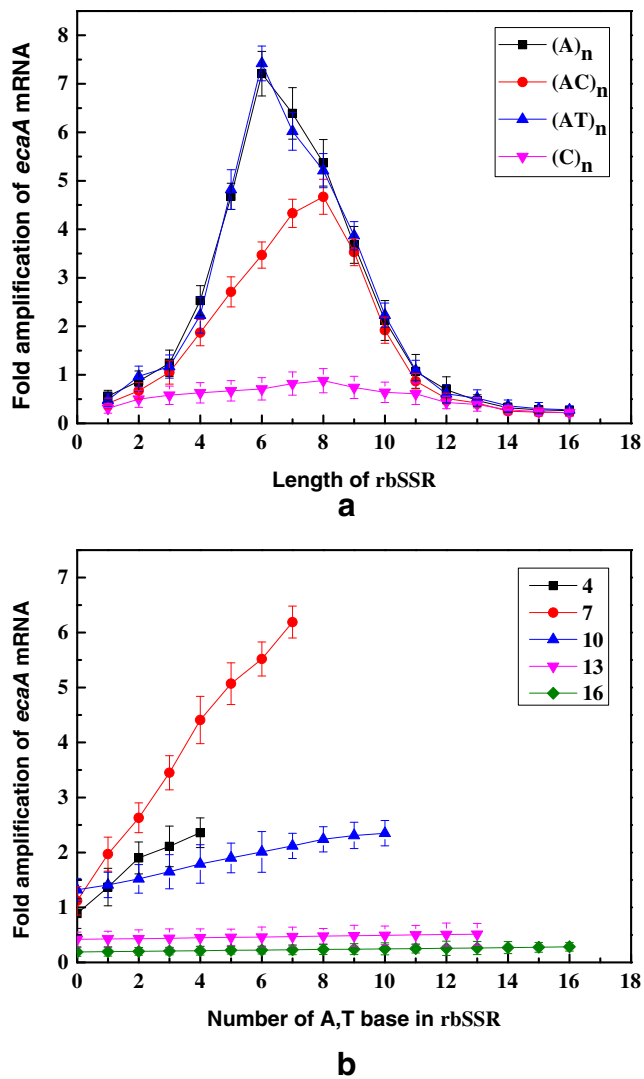 8
7
6
5
4
3
2
1
0
Fold amplification of ecaA mRNA
(A)n
(AC)n
(AT)n
(C)n
0 2 4 6 8 10 12 14 16 18
Length of rbSSR
a
7
6
5
4
3
2
1
0
Fold amplification of ecaA mRNA
4
7
10
13
16
0 2 4 6 8 10 12 14 16 18
Number of A,T base in rbSSR
b